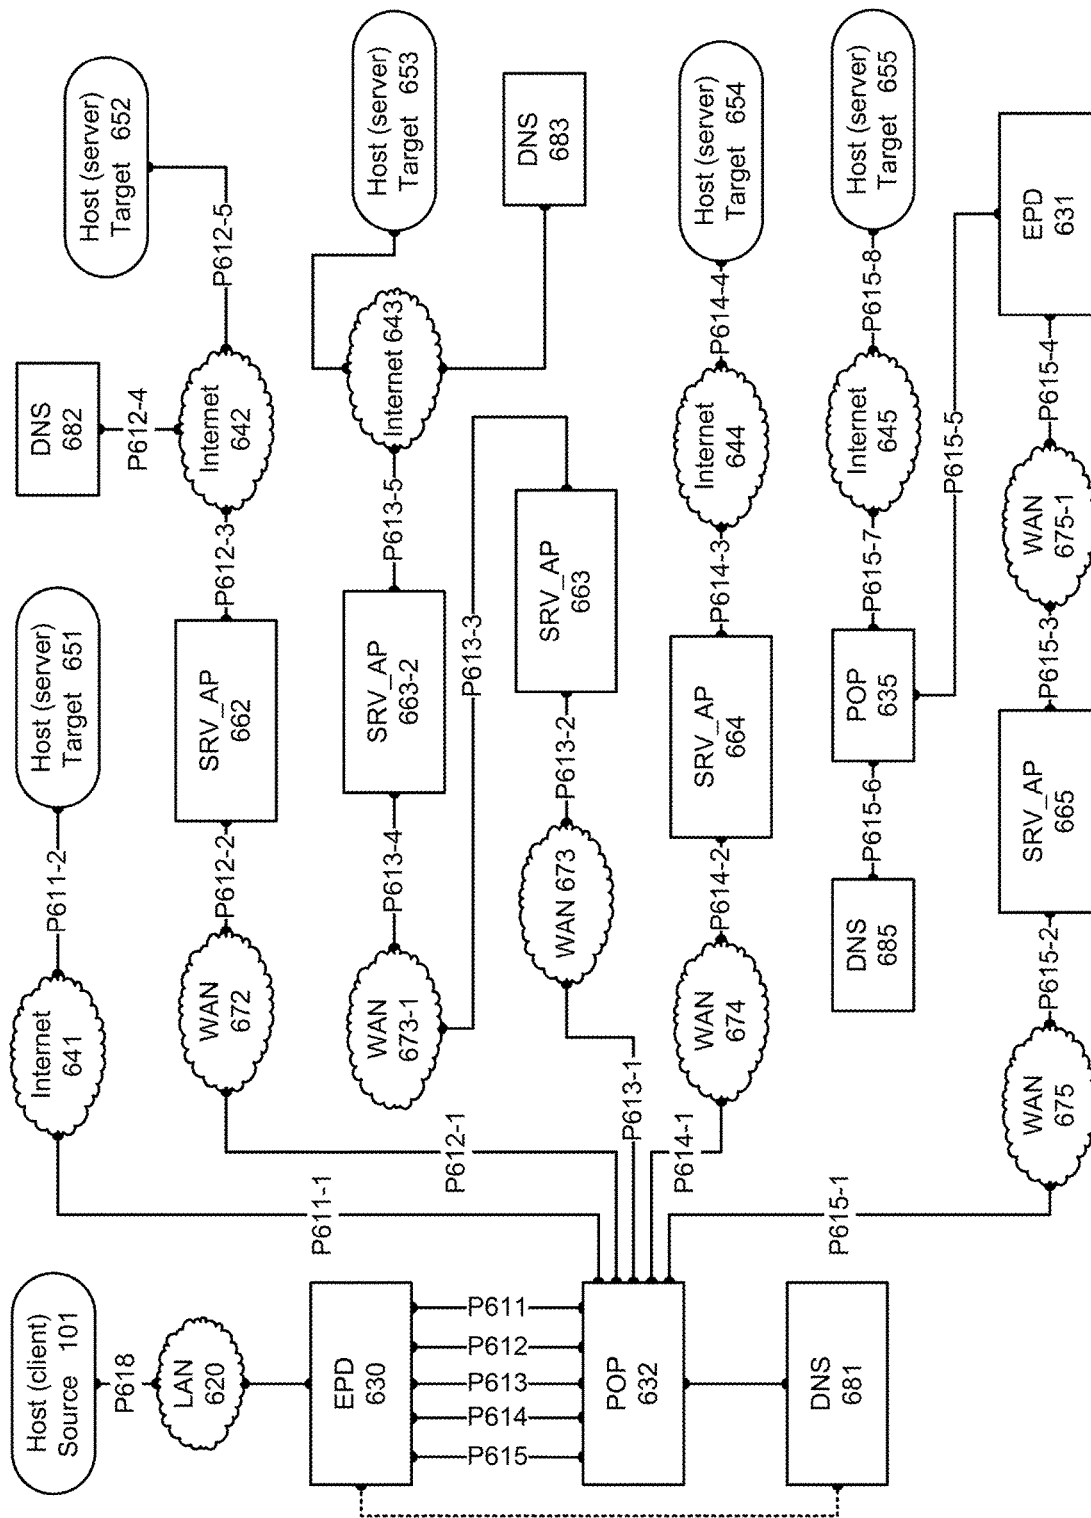 Host (client)
Source 101
P618
LAN
620
EPD
630
P611
P612
P613
P614
P615
POP
632
DNS
681
P611-1
Internet
641
P611-2
Host (server)
Target 651
P612-1
WAN
672
P612-2
SRV_AP
662
P612-3
Internet
642
P612-4
DNS
682
P612-5
Host (server)
Target 652
P613-1
WAN 673
P613-2
SRV_AP
663
P613-3
WAN
673-1
P613-4
SRV_AP
663-2
P613-5
Internet 643
Host (server)
Target 653
DNS
683
P614-1
WAN
674
P614-2
SRV_AP
664
P614-3
Internet
644
P614-4
Host (server)
Target 654
P615-1
WAN
675
P615-2
SRV_AP
665
P615-3
WAN
675-1
P615-4
EPD
631
P615-5
POP
635
P615-6
DNS
685
P615-7
Internet
645
P615-8
Host (server)
Target 655